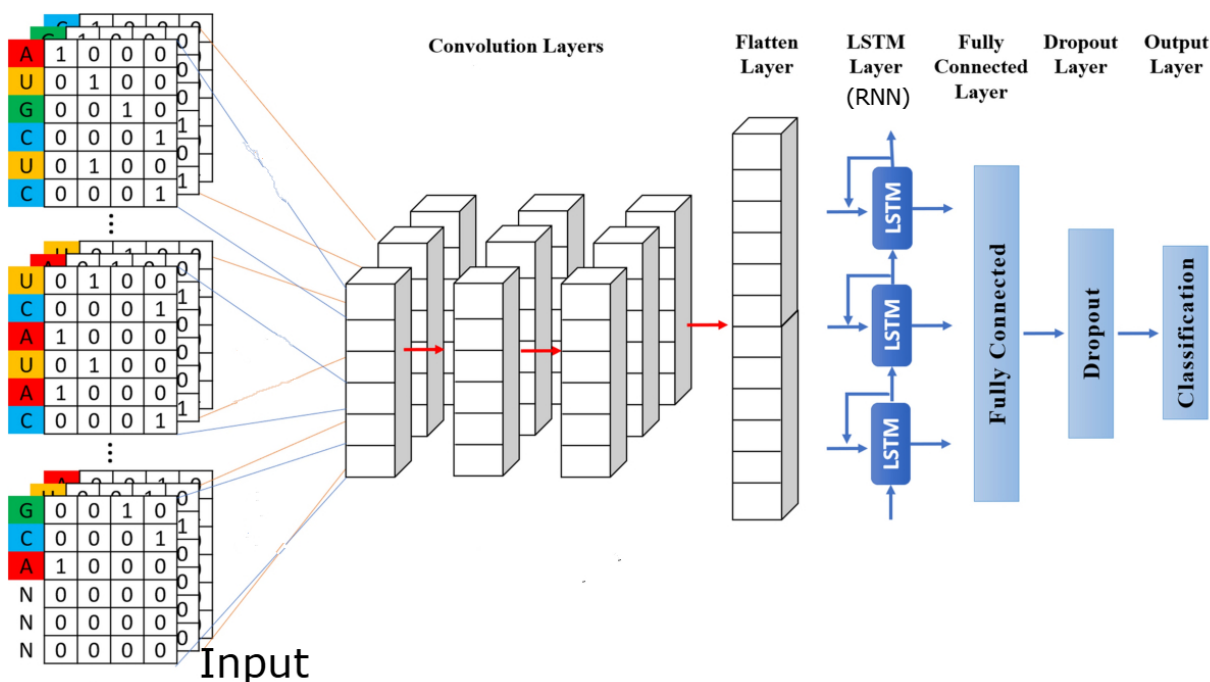 Convolution Layers
Flatten
Layer
LSTM
Layer
(RNN)
Fully
Connected
Layer
Dropout
Layer
Output
Layer
A 1 0 0 0
U 0 1 0 0
G 0 0 1 0
C 0 0 0 1
U 0 1 0 0
C 0 0 0 1
...
U 0 1 0 0
C 0 0 0 1
A 1 0 0 0
U 0 1 0 0
A 1 0 0 0
C 0 0 0 1
...
G 0 0 1 0
C 0 0 0 1
A 1 0 0 0
N 0 0 0 0
N 0 0 0 0
N 0 0 0 0
Input
LSTM
LSTM
LSTM
Fully Connected
Dropout
Classification